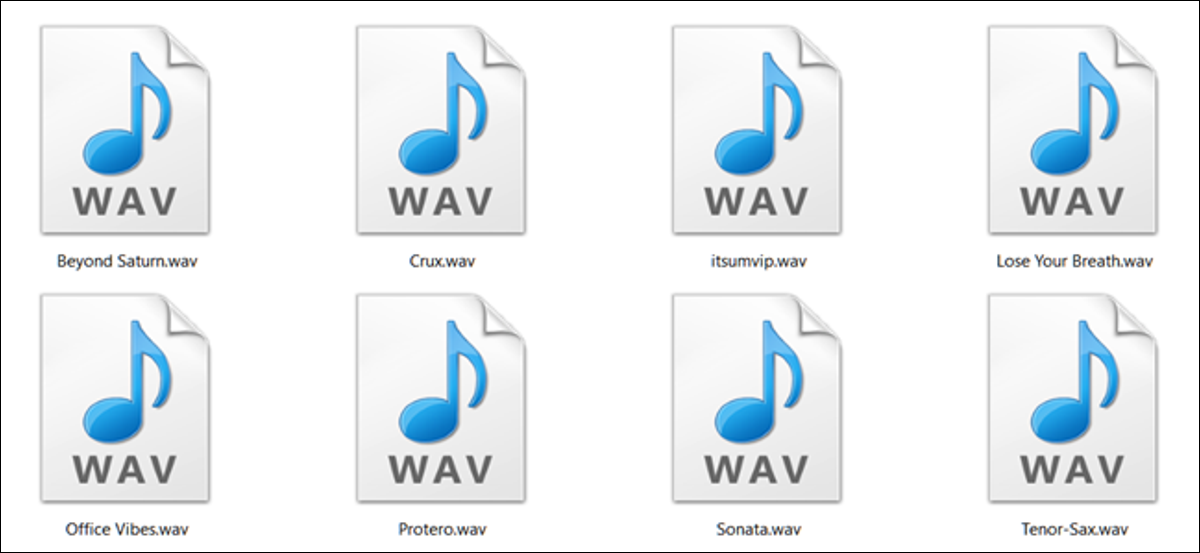 WAV WAV WAV WAV
Beyond Saturn.wav Crux.wav itsumvip.wav Lose Your Breath.wav
WAV WAV WAV WAV
Office Vibes.wav Protero.wav Sonata.wav Tenor-Sax.wav